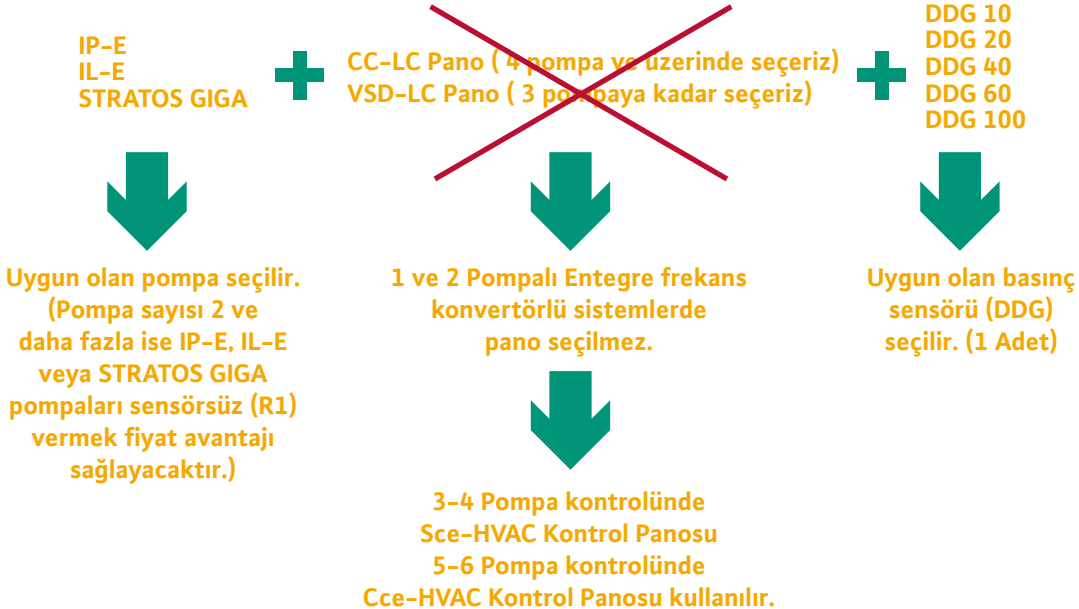 IP-E
IL-E
STRATOS GIGA
CC-LC Pano ( 4 pompa ve üzerinde seçeriz)
VSD-LC Pano ( 3 pompaya kadar seçeriz)
DDG 10
DDG 20
DDG 40
DDG 60
DDG 100
Uygun olan pompa seçilir.
(Pompa sayısı 2 ve
daha fazla ise IP-E, IL-E
veya STRATOS GIGA
pompaları sensörsüz (R1)
vermek fiyat avantajı
sağlayacaktır.)
1 ve 2 Pompalı Entegre frekans
konvertörlü sistemlerde
pano seçilmez.
Uygun olan basınç
sensörü (DDG)
seçilir. (1 Adet)
3-4 Pompa kontrolünde
Sce-HVAC Kontrol Panosu
5-6 Pompa kontrolünde
Cce-HVAC Kontrol Panosu kullanılır.